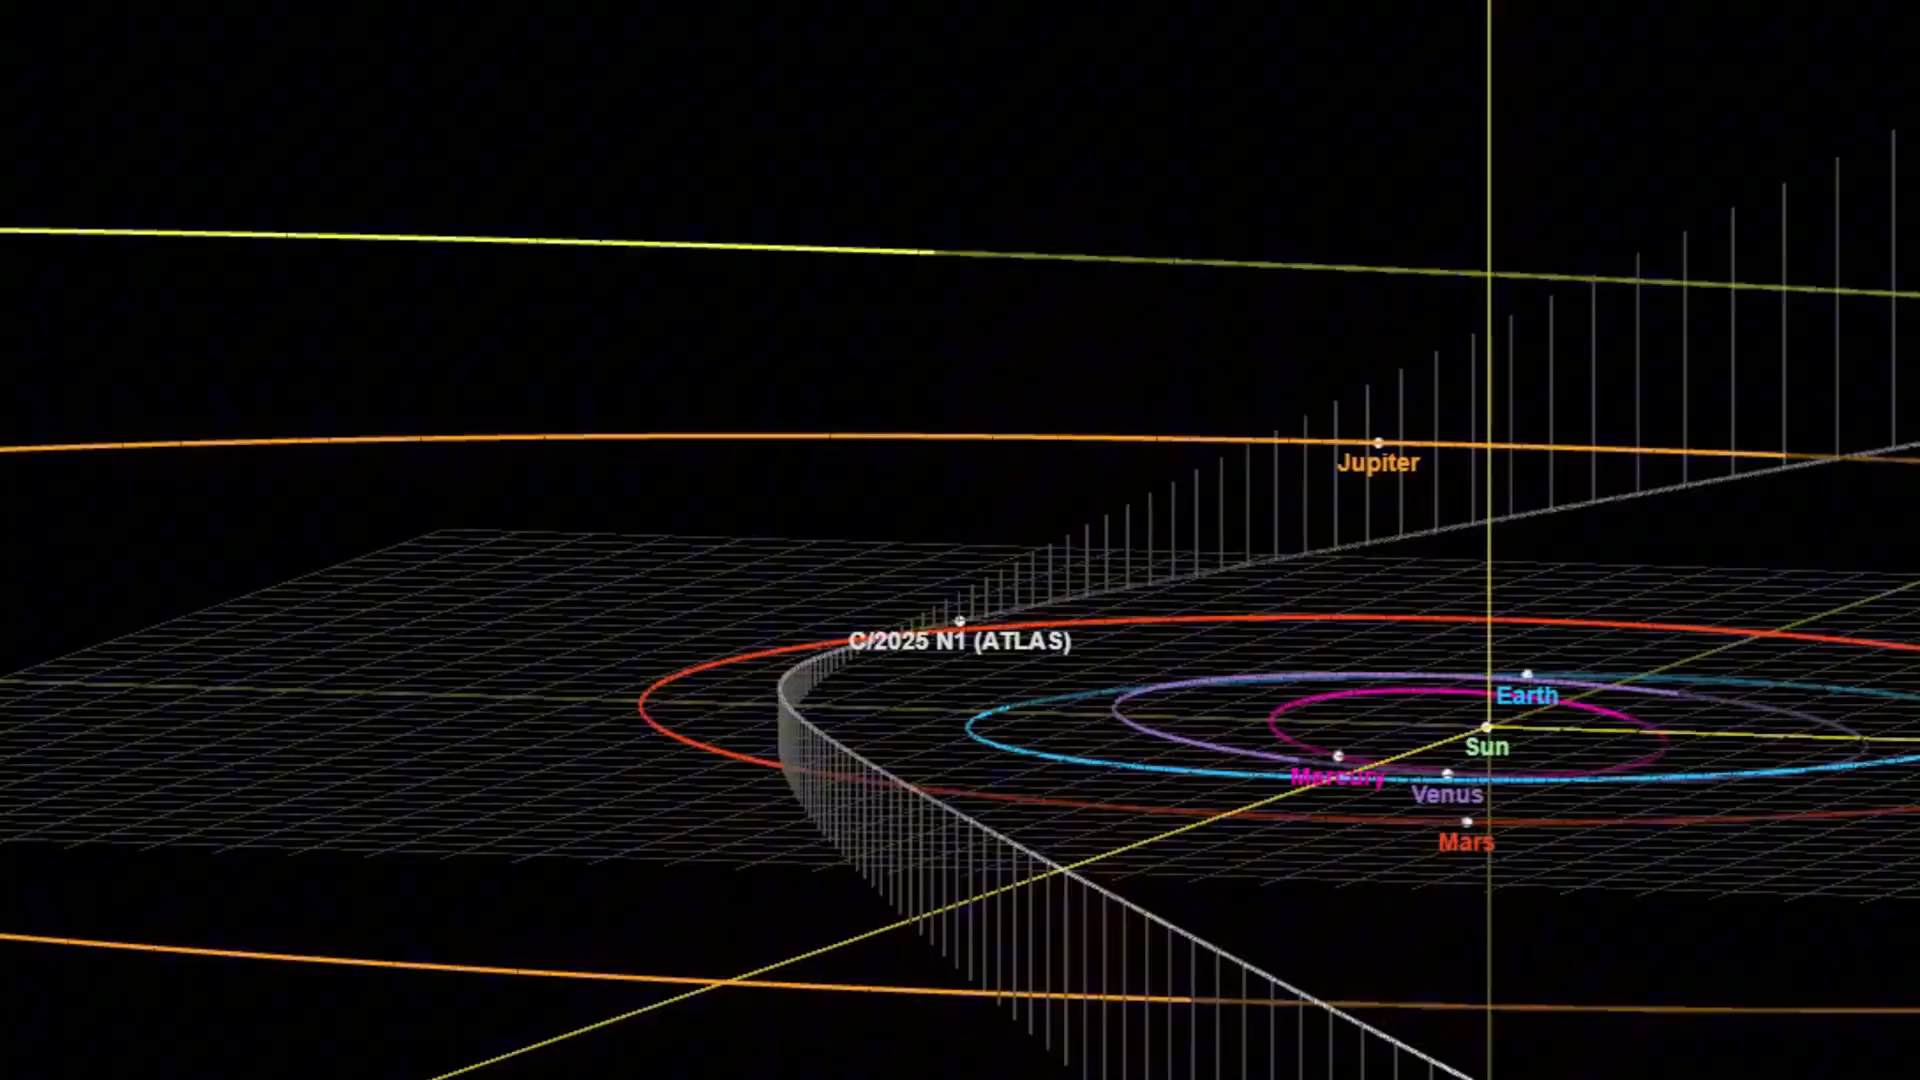 Jupiter
C/2025 N1 (ATLAS)
Earth
Sun
Mercury
Venus
Mars